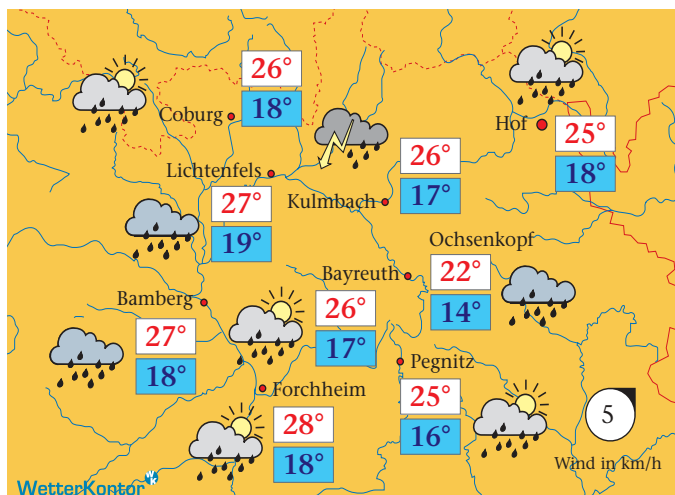 26°
Coburg
18°
Hof
25°
18°
Lichtenfels
26°
Kulmbach
17°
27°
19°
Ochsenkopf
Bayreuth
22°
14°
Bamberg
26°
17°
27°
18°
Pegnitz
Forchheim
25°
16°
28°
18°
5
Wind in km/h
WetterKontor